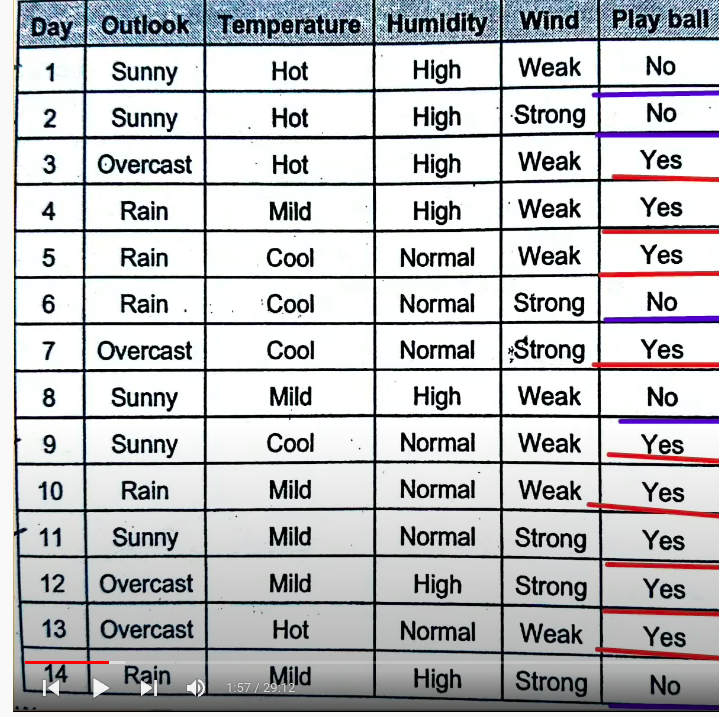 Day Outlook Temperature Humidity Wind Play ball
1 Sunny Hot High Weak No
2 Sunny Hot High Strong No
3 Overcast Hot High Weak Yes
4 Rain Mild High Weak Yes
5 Rain Cool Normal Weak Yes
6 Rain Cool Normal Strong No
7 Overcast Cool Normal Strong Yes
8 Sunny Mild High Weak No
9 Sunny Cool Normal Weak Yes
10 Rain Mild Normal Weak Yes
11 Sunny Mild Normal Strong Yes
12 Overcast Mild High Strong Yes
13 Overcast Hot Normal Weak Yes
14 Rain Mild High Strong No
1:57 / 29:12